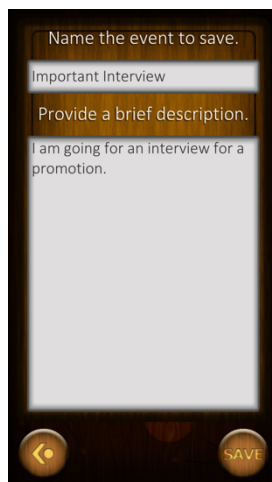 Name the event to save.
Important Interview
Provide a brief description.
I am going for an interview for a
promotion.
SAVE